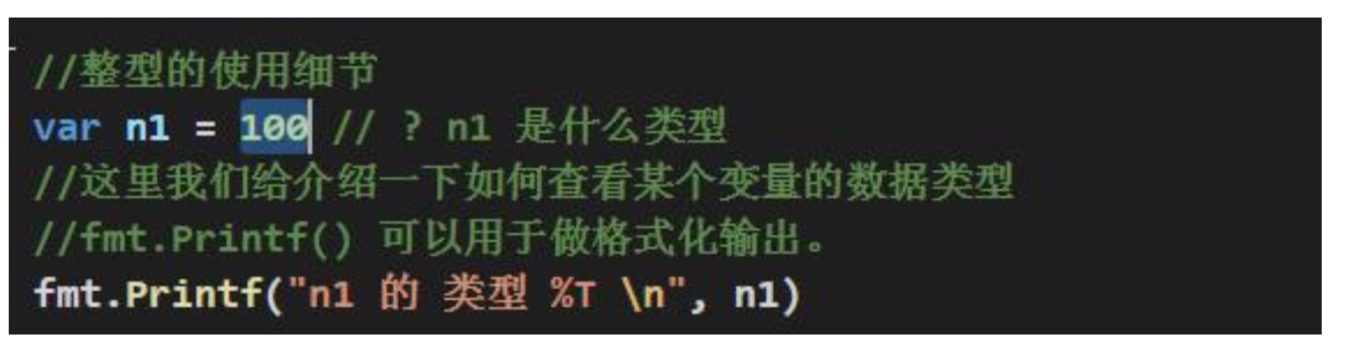 //整型的使用细节
var n1 = 100 // ? n1 是什么类型
//这里我们给介绍一下如何查看某个变量的数据类型
//fmt.Printf() 可以用于做格式化输出。
fmt.Printf("n1 的 类型 %T \n", n1)